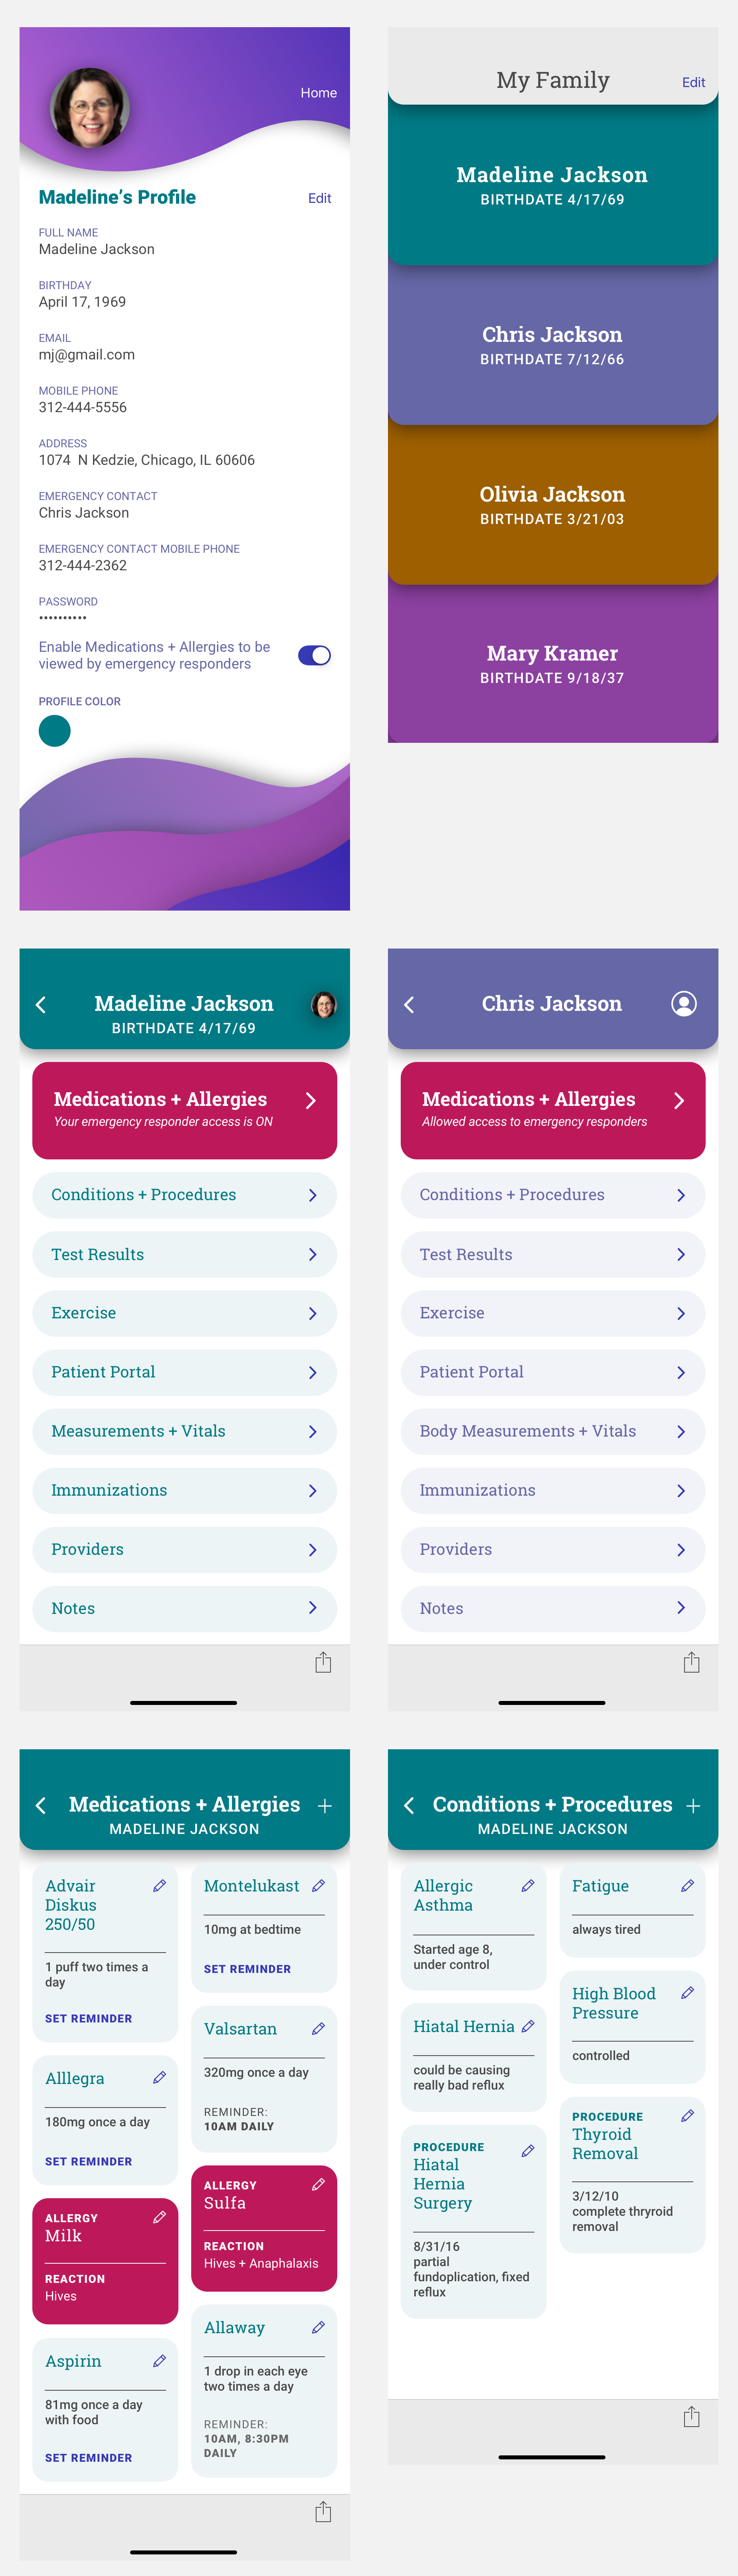 Home
Madeline’s Profile
Edit
FULL NAME
Madeline Jackson
BIRTHDAY
April 17, 1969
EMAIL
mj@gmail.com
MOBILE PHONE
312-444-5556
ADDRESS
1074 N Kedzie, Chicago, IL 60606
EMERGENCY CONTACT
Chris Jackson
EMERGENCY CONTACT MOBILE PHONE
312-444-2362
PASSWORD
••••••••••
Enable Medications + Allergies to be
viewed by emergency responders
PROFILE COLOR
My Family
Edit
Madeline Jackson
BIRTHDATE 4/17/69
Chris Jackson
BIRTHDATE 7/12/66
Olivia Jackson
BIRTHDATE 3/21/03
Mary Kramer
BIRTHDATE 9/18/37
Madeline Jackson
BIRTHDATE 4/17/69
Medications + Allergies
Your emergency responder access is ON
Conditions + Procedures
Test Results
Exercise
Patient Portal
Measurements + Vitals
Immunizations
Providers
Notes
Chris Jackson
Medications + Allergies
Allowed access to emergency responders
Conditions + Procedures
Test Results
Exercise
Patient Portal
Body Measurements + Vitals
Immunizations
Providers
Notes
Medications + Allergies
MADELINE JACKSON
Advair
Diskus
250/50
1 puff two times a
day
SET REMINDER
Alllegra
180mg once a day
SET REMINDER
ALLERGY
Milk
REACTION
Hives
Aspirin
81mg once a day
with food
SET REMINDER
Montelukast
10mg at bedtime
SET REMINDER
Valsartan
320mg once a day
REMINDER:
10AM DAILY
ALLERGY
Sulfa
REACTION
Hives + Anaphalaxis
Allaway
1 drop in each eye
two times a day
REMINDER:
10AM, 8:30PM
DAILY
Conditions + Procedures
MADELINE JACKSON
Allergic
Asthma
Started age 8,
under control
Hiatal Hernia
could be causing
really bad reflux
PROCEDURE
Hiatal
Hernia
Surgery
8/31/16
partial
fundoplication, fixed
reflux
Fatigue
always tired
High Blood
Pressure
controlled
PROCEDURE
Thyroid
Removal
3/12/10
complete thryroid
removal